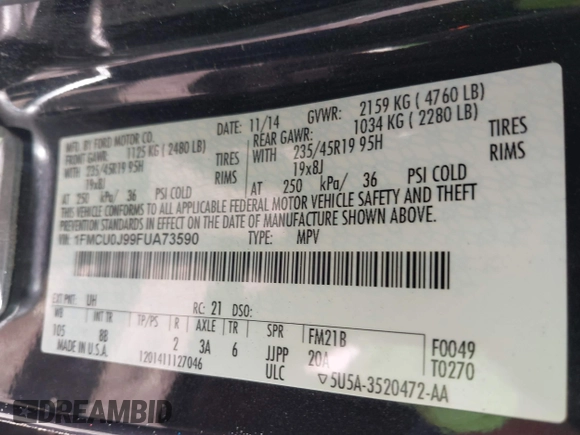 MFD. BY FORD MOTOR CO. DATE: 11/14 GVWR: 2159 KG ( 4760 LB)
FRONT GAWR: 1125 KG ( 2480 LB) REAR GAWR: 1034 KG ( 2280 LB)
WITH 235/45R19 95H TIRES WITH 235/45R19 95H TIRES
19x8J RIMS 19x8J RIMS
AT 250 kPa/ 36 PSI COLD AT 250 kPa/ 36 PSI COLD
THIS VEHICLE CONFORMS TO ALL APPLICABLE FEDERAL MOTOR VEHICLE SAFETY AND THEFT
PREVENTION STANDARDS IN EFFECT ON THE DATE OF MANUFACTURE SHOWN ABOVE.
VIN: 1FMCU0J99FUA73590 TYPE: MPV
EXT PNT: UH RC: 21 DSO:
WB INT TR TP/PS R AXLE TR SPR FM21B F0049
105 88 2 3A 6 JJPP 20A T0270
MADE IN U.S.A. 1201411127046 ULC ▽5U5A-3520472-AA
DREAMBID